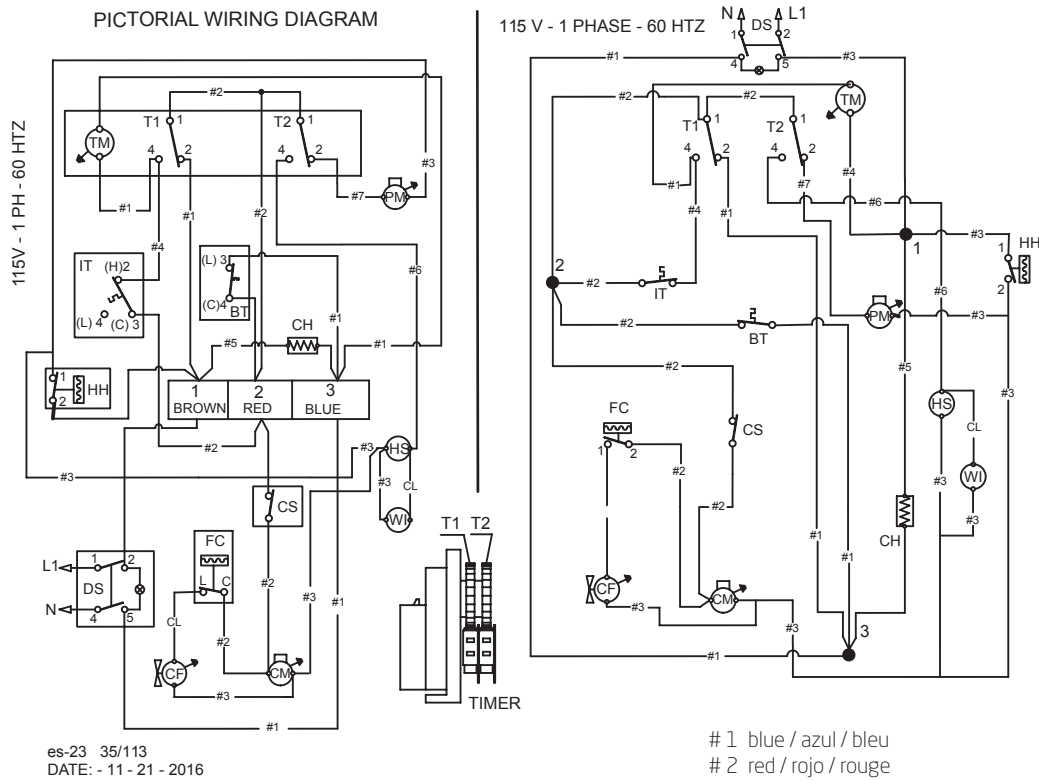 PICTORIAL WIRING DIAGRAM
115V - 1 PH - 60 HTZ
#2
T1
1
T2
1
TM
4
2
4
2
#3
#1
#1
#2
#7
PM
#4
IT
(H)2
(L) 4
(C) 3
(L) 3
(C)4
BT
#6
#1
CH
#5
#1
1
2
HH
1
2
3
BROWN
RED
BLUE
#2
#3
HS
#3
#3
CL
WI
CS
FC
L
C
L1
1
2
DS
N
4
5
#2
#3
#1
CL
#2
CF
CM
#3
#1
T1
T2
TIMER
es-23 35/113
DATE: - 11 - 21 - 2016
115 V - 1 PHASE - 60 HTZ
N
DS
L1
1
2
4
5
#1
#3
#2
#2
TM
T1
1
T2
1
4
2
4
2
#1
#7
#4
#6
#4
#1
#3
1
1
HH
2
2
#2
IT
#6
#2
BT
PM
#3
#2
#5
#3
FC
1
2
CS
HS
CL
#2
#2
WI
#3
#3
CH
#1
#1
CF
CM
#3
#3
3
#1
# 1 blue / azul / bleu
# 2 red / rojo / rouge